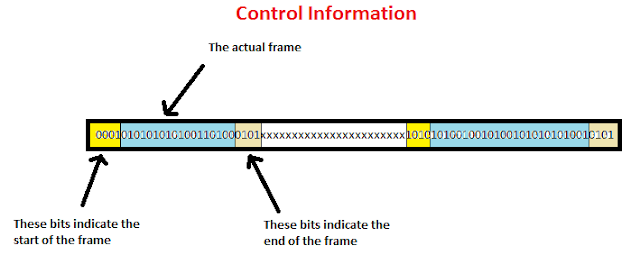 Control Information
The actual frame
These bits indicate the
start of the frame
These bits indicate the
end of the frame